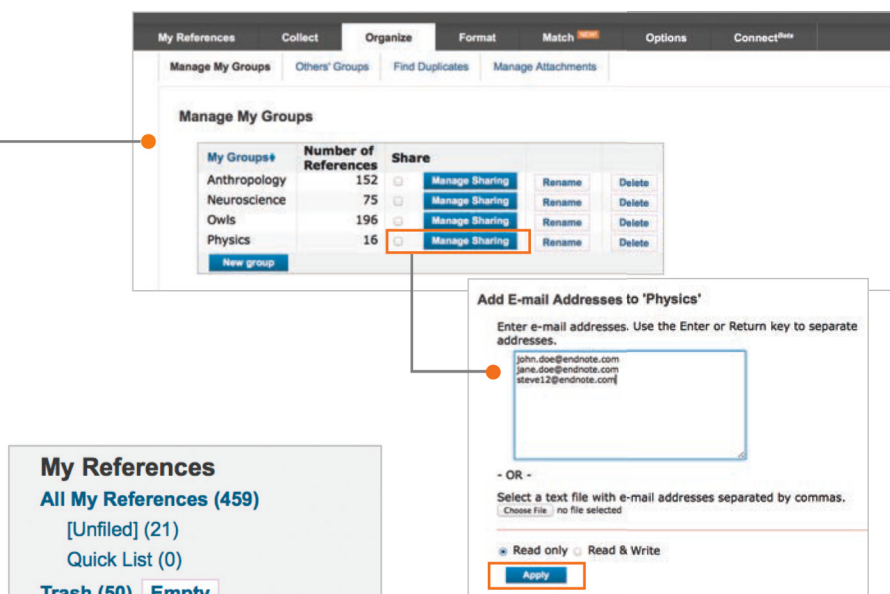 My References Collect Organize Format Match NEW! Options Connect Beta
Manage My Groups Others' Groups Find Duplicates Manage Attachments
Manage My Groups
My Groups Number of References Share
Anthropology 152 Manage Sharing Rename Delete
Neuroscience 75 Manage Sharing Rename Delete
Owls 196 Manage Sharing Rename Delete
Physics 16 Manage Sharing Rename Delete
New group
Add E-mail Addresses to 'Physics'
Enter e-mail addresses. Use the Enter or Return key to separate
addresses.
john.doe@endnote.com
jane.doe@endnote.com
steve12@endnote.com
- OR -
Select a text file with e-mail addresses separated by commas.
Choose File no file selected
Read only Read & Write
Apply
My References
All My References (459)
[Unfiled] (21)
Quick List (0)
Trash (50) Empty